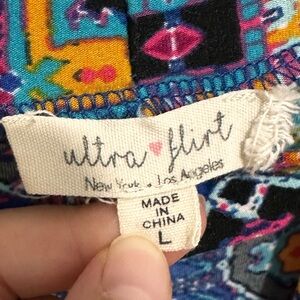 ultra flirt
New York • Los Angeles
MADE
IN
CHINA
L